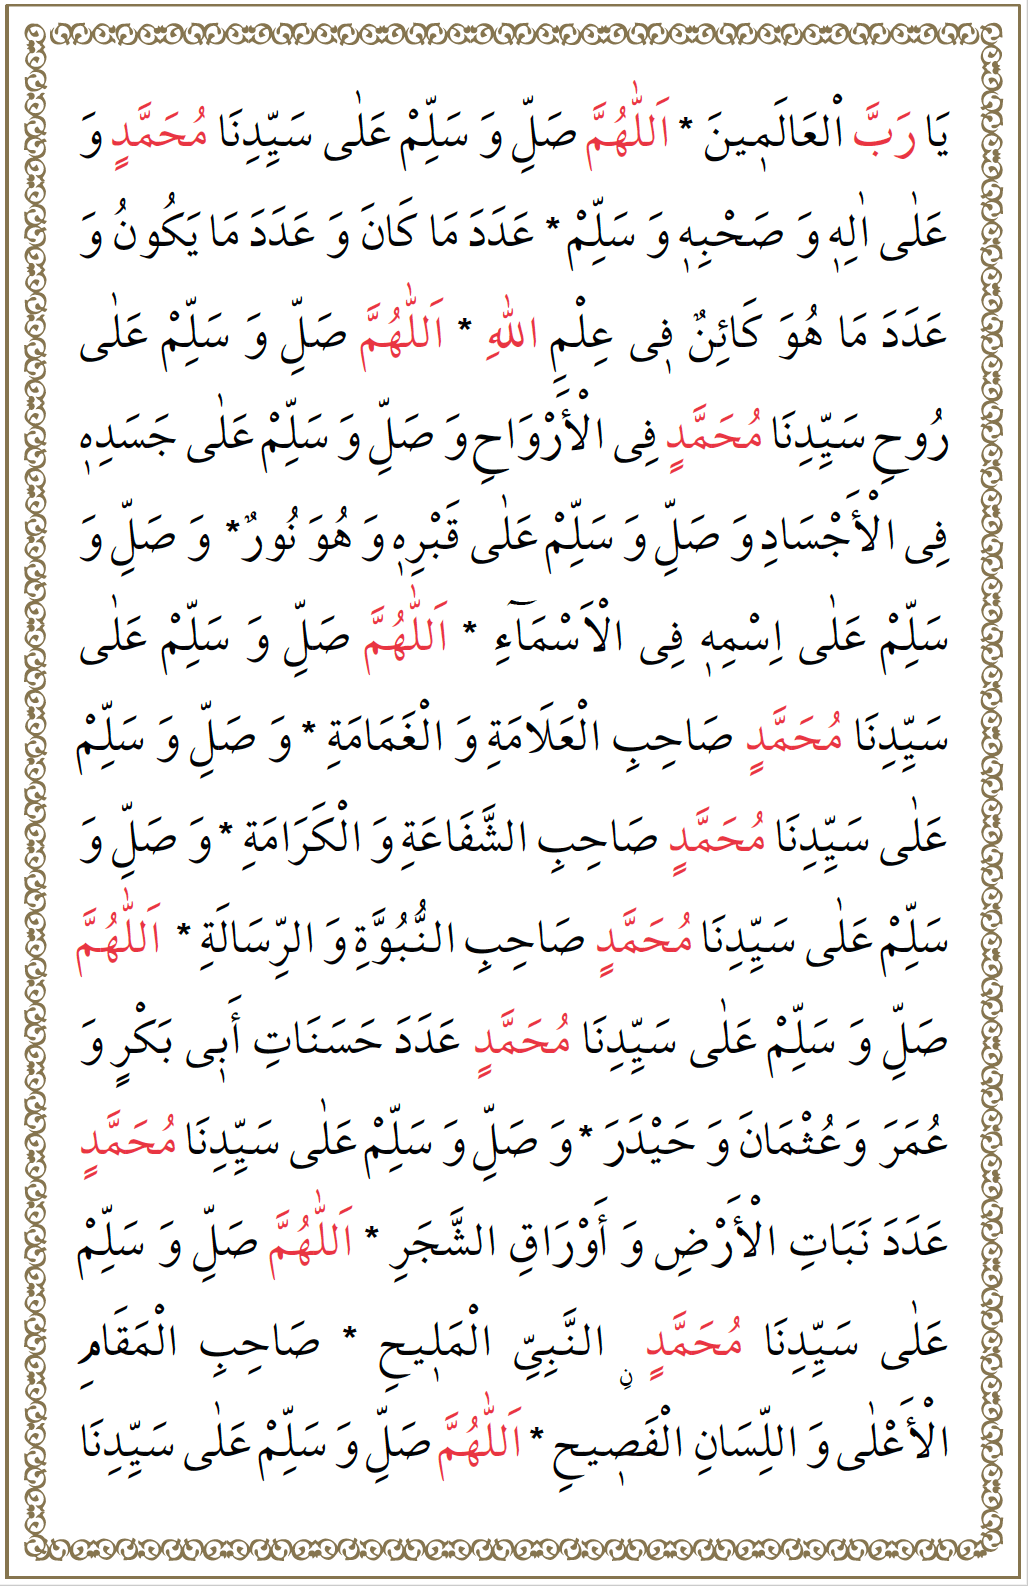 يَا رَبَّ الْعَالَمٖينَ * اَللّٰهُمَّ صَلِّ وَ سَلِّمْ عَلٰى سَيِّدِنَا مُحَمَّدٍ وَ
عَلٰى اٰلِهٖ وَ صَحْبِهٖ وَ سَلِّمْ * عَدَدَ مَا كَانَ وَ عَدَدَ مَا يَكُونُ وَ
عَدَدَ مَا هُوَ كَائِنٌ فٖى عِلْمِ اللّٰهِ * اَللّٰهُمَّ صَلِّ وَ سَلِّمْ عَلٰى
رُوحِ سَيِّدِنَا مُحَمَّدٍ فِى الْأَرْوَاحِ وَ صَلِّ وَ سَلِّمْ عَلٰى جَسَدِهٖ
فِى الْأَجْسَادِ وَ صَلِّ وَ سَلِّمْ عَلٰى قَبْرِهٖ وَ هُوَ نُورٌ * وَ صَلِّ وَ
سَلِّمْ عَلٰى اِسْمِهٖ فِى الْاَسْمَآءِ * اَللّٰهُمَّ صَلِّ وَ سَلِّمْ عَلٰى
سَيِّدِنَا مُحَمَّدٍ صَاحِبِ الْعَلَامَةِ وَ الْغَمَامَةِ * وَ صَلِّ وَ سَلِّمْ
عَلٰى سَيِّدِنَا مُحَمَّدٍ صَاحِبِ الشَّفَاعَةِ وَ الْكَرَامَةِ * وَ صَلِّ وَ
سَلِّمْ عَلٰى سَيِّدِنَا مُحَمَّدٍ صَاحِبِ النُّبُوَّةِ وَ الرِّسَالَةِ * اَللّٰهُمَّ
صَلِّ وَ سَلِّمْ عَلٰى سَيِّدِنَا مُحَمَّدٍ عَدَدَ حَسَنَاتِ أَبٖى بَكْرٍ وَ
عُمَرَ وَ عُثْمَانَ وَ حَيْدَرَ * وَ صَلِّ وَ سَلِّمْ عَلٰى سَيِّدِنَا مُحَمَّدٍ
عَدَدَ نَبَاتِ الْأَرْضِ وَ أَوْرَاقِ الشَّجَرِ * اَللّٰهُمَّ صَلِّ وَ سَلِّمْ
عَلٰى سَيِّدِنَا مُحَمَّدٍ نِ النَّبِىِّ الْمَلٖيحِ * صَاحِبِ الْمَقَامِ
الْأَعْلٰى وَ اللِّسَانِ الْفَصٖيحِ * اَللّٰهُمَّ صَلِّ وَ سَلِّمْ عَلٰى سَيِّدِنَا